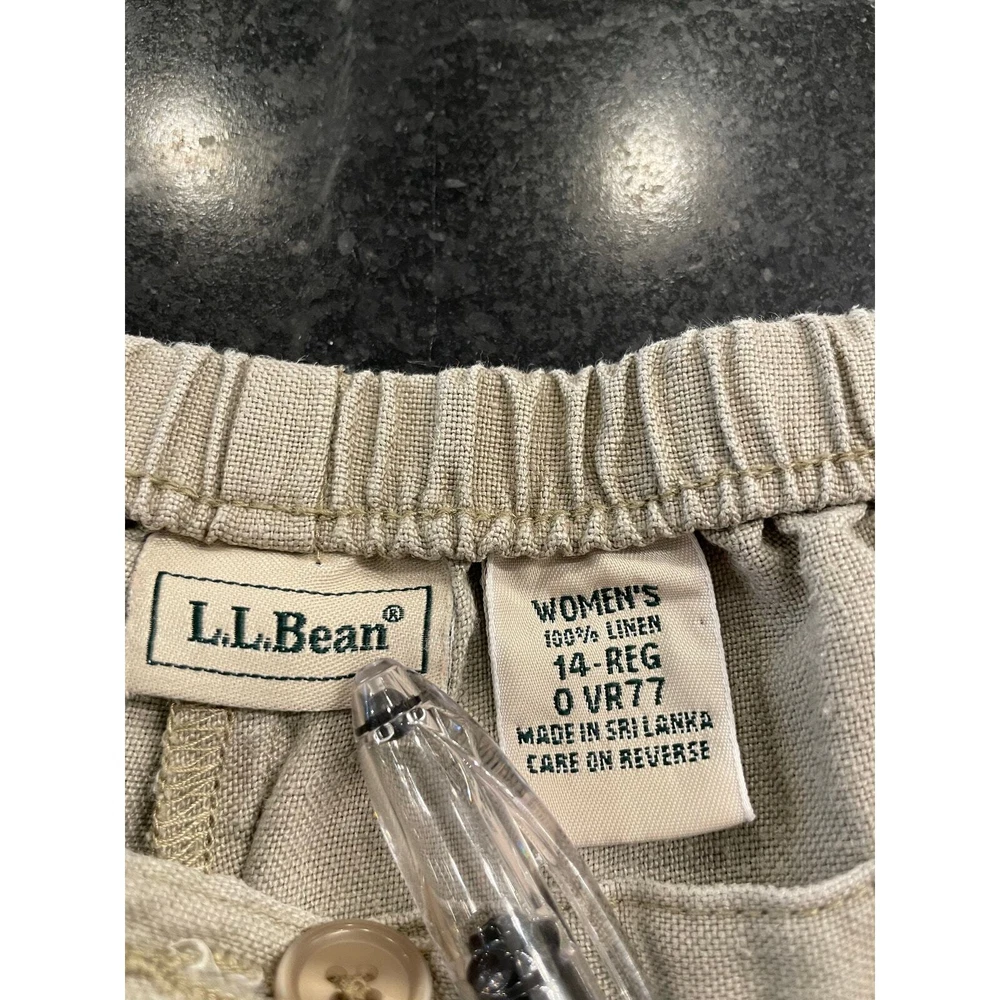 L.L.Bean®
WOMEN'S
100% LINEN
14-REG
0 VR77
MADE IN SRI LANKA
CARE ON REVERSE